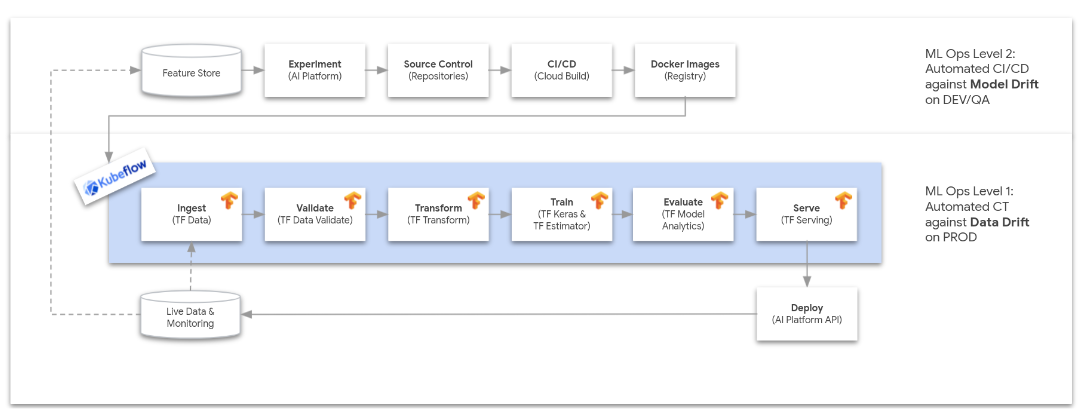 Feature Store
Experiment
(AI Platform)
Source Control
(Repositories)
CI/CD
(Cloud Build)
Docker Images
(Registry)
ML Ops Level 2:
Automated CI/CD
against Model Drift
on DEV/QA
Kubeflow
Ingest
(TF Data)
Validate
(TF Data Validate)
Transform
(TF Transform)
Train
(TF Keras &
TF Estimator)
Evaluate
(TF Model
Analytics)
Serve
(TF Serving)
ML Ops Level 1:
Automated CT
against Data Drift
on PROD
Live Data &
Monitoring
Deploy
(AI Platform API)